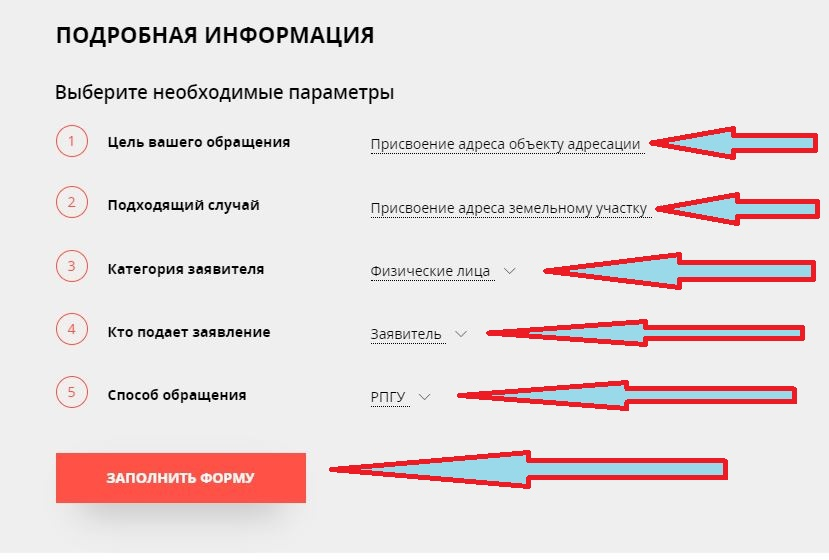 ПОДРОБНАЯ ИНФОРМАЦИЯ
Выберите необходимые параметры
1 Цель вашего обращения Присвоение адреса объекту адресации
2 Подходящий случай Присвоение адреса земельному участку
3 Категория заявителя Физические лица
4 Кто подает заявление Заявитель
5 Способ обращения РПГУ
ЗАПОЛНИТЬ ФОРМУ